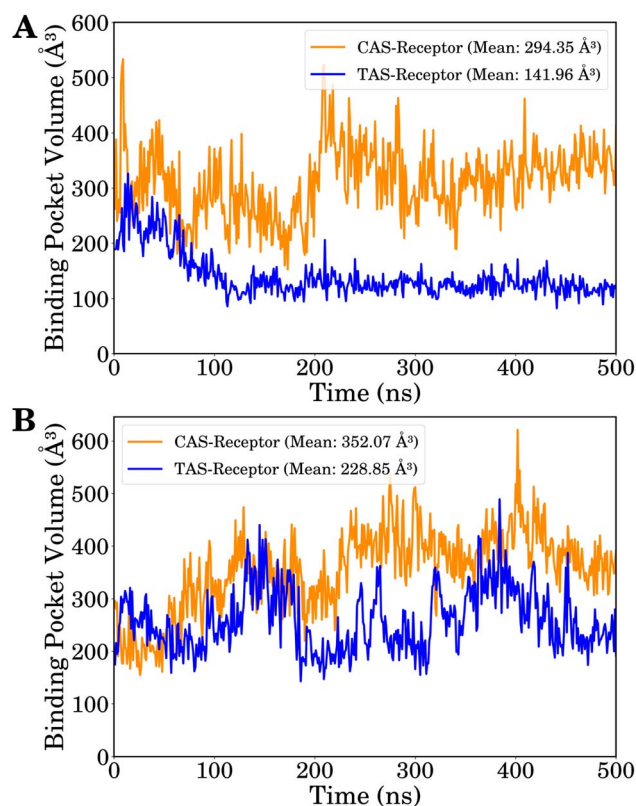 A
600
500
400
300
200
100
0
Binding Pocket Volume (Å³)
CAS-Receptor (Mean: 294.35 Å³)
TAS-Receptor (Mean: 141.96 Å³)
0 100 200 300 400 500
Time (ns)
B
600
500
400
300
200
100
0
Binding Pocket Volume (Å³)
CAS-Receptor (Mean: 352.07 Å³)
TAS-Receptor (Mean: 228.85 Å³)
0 100 200 300 400 500
Time (ns)